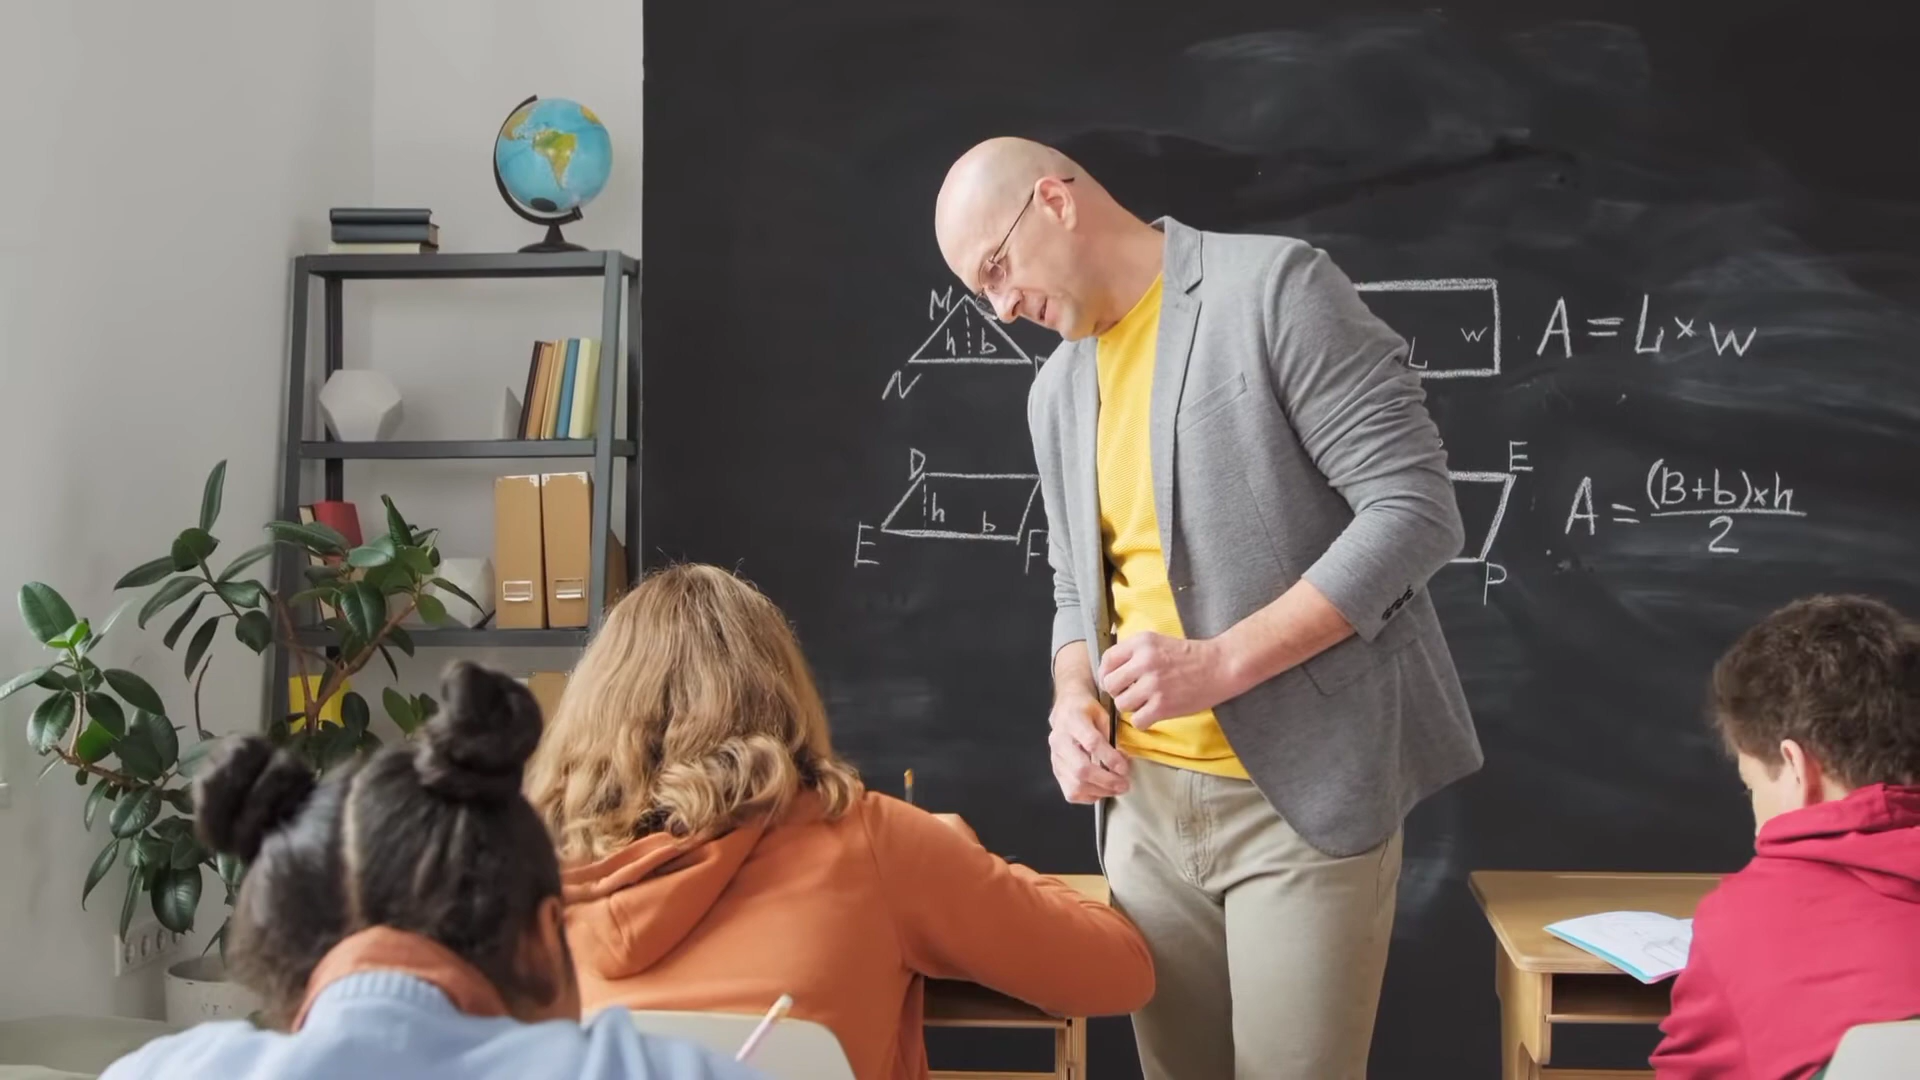 M
h b
N
L w
A = L × w
D
h b
E F
E
P
A = (B+b)×h / 2